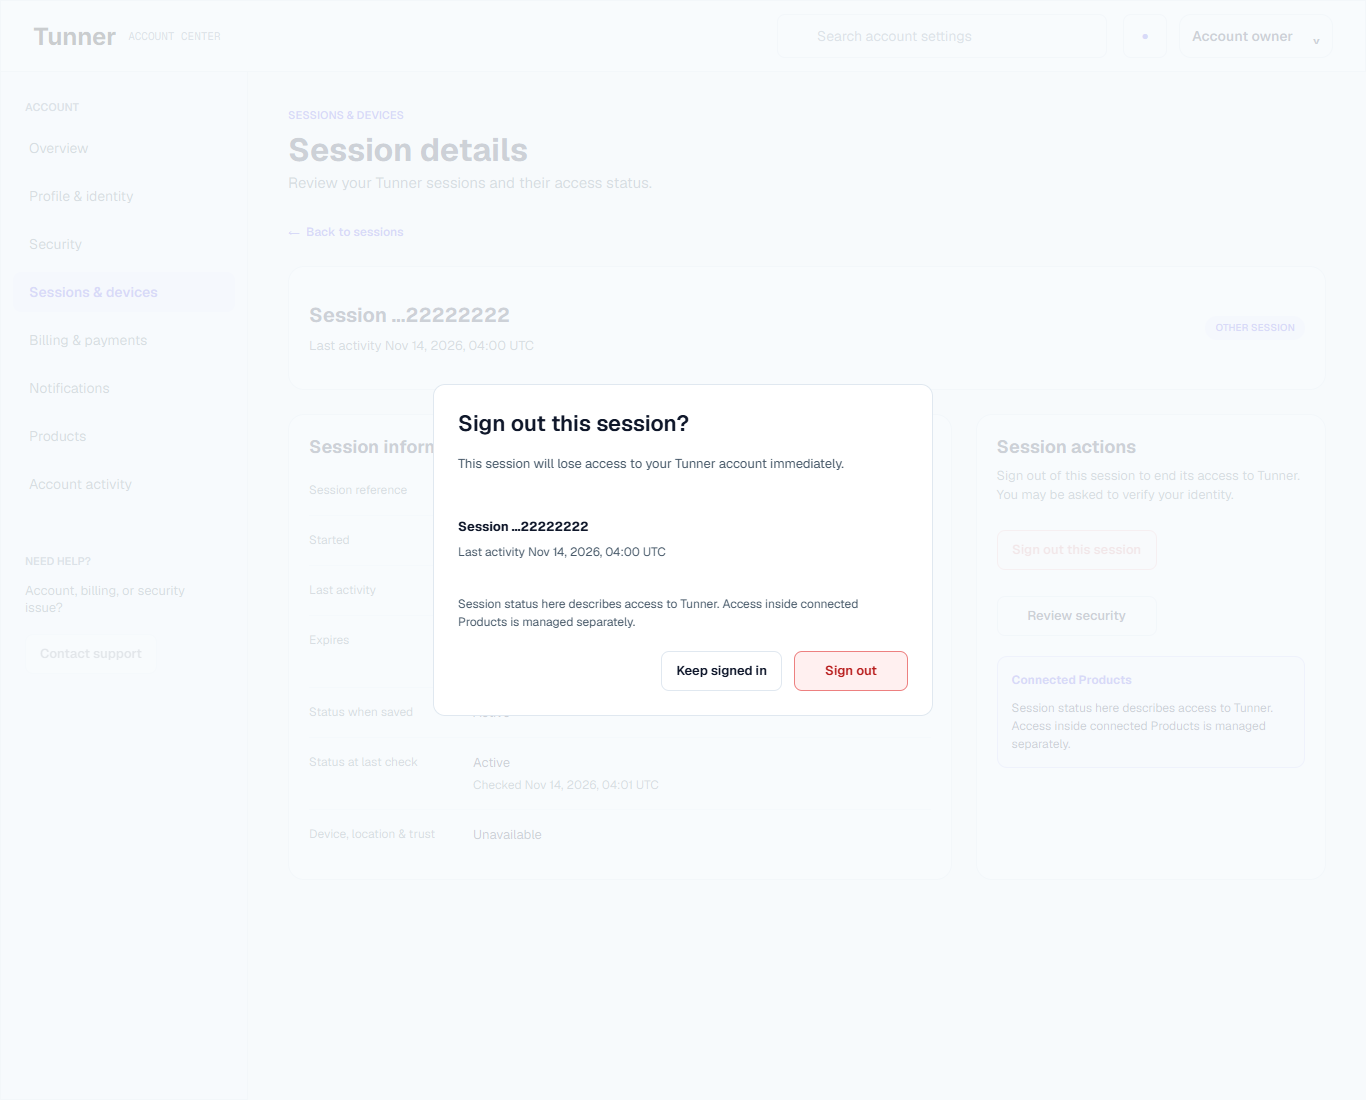 Tunner ACCOUNT CENTER
Search account settings
Account owner
ACCOUNT
Overview
Profile & identity
Security
Sessions & devices
Billing & payments
Notifications
Products
Account activity
NEED HELP?
Account, billing, or security
issue?
Contact support
SESSIONS & DEVICES
Session details
Review your Tunner sessions and their access status.
← Back to sessions
Session ...22222222
Last activity Nov 14, 2026, 04:00 UTC
OTHER SESSION
Session inform
Session reference
Started
Last activity
Expires
Status when saved
Status at last check
Active
Checked Nov 14, 2026, 04:01 UTC
Device, location & trust
Unavailable
Sign out this session?
This session will lose access to your Tunner account immediately.
Session ...22222222
Last activity Nov 14, 2026, 04:00 UTC
Session status here describes access to Tunner. Access inside connected
Products is managed separately.
Keep signed in
Sign out
Session actions
Sign out of this session to end its access to Tunner.
You may be asked to verify your identity.
Sign out this session
Review security
Connected Products
Session status here describes access to Tunner.
Access inside connected Products is managed
separately.